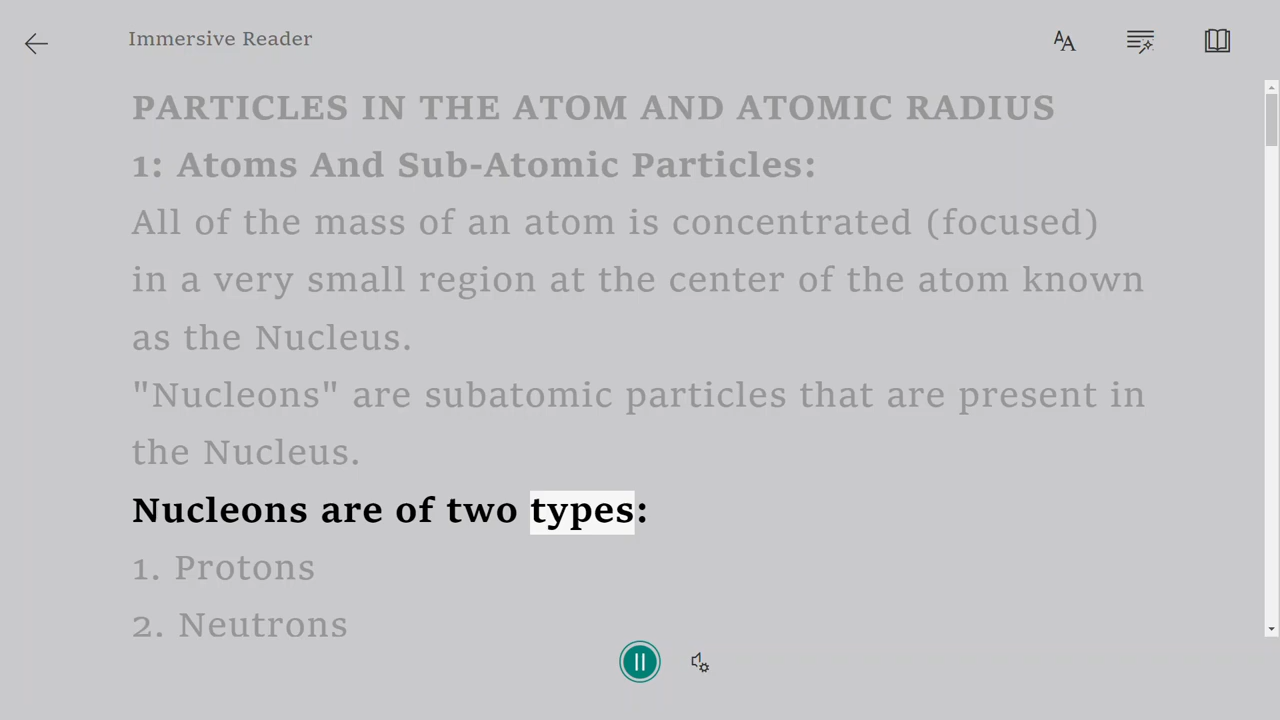 Immersive Reader
PARTICLES IN THE ATOM AND ATOMIC RADIUS
1: Atoms And Sub-Atomic Particles:
All of the mass of an atom is concentrated (focused)
in a very small region at the center of the atom known
as the Nucleus.
"Nucleons" are subatomic particles that are present in
the Nucleus.
Nucleons are of two types:
1. Protons
2. Neutrons